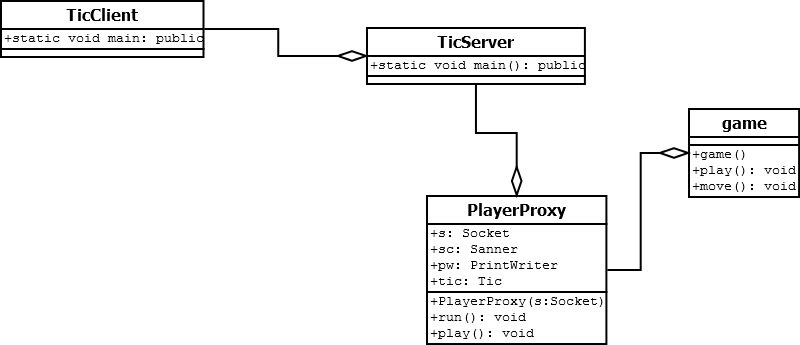 TicClient
+static void main: public
TicServer
+static void main(): public
game
+game()
+play(): void
+move(): void
PlayerProxy
+s: Socket
+sc: Sanner
+pw: PrintWriter
+tic: Tic
+PlayerProxy(s:Socket)
+run(): void
+play(): void